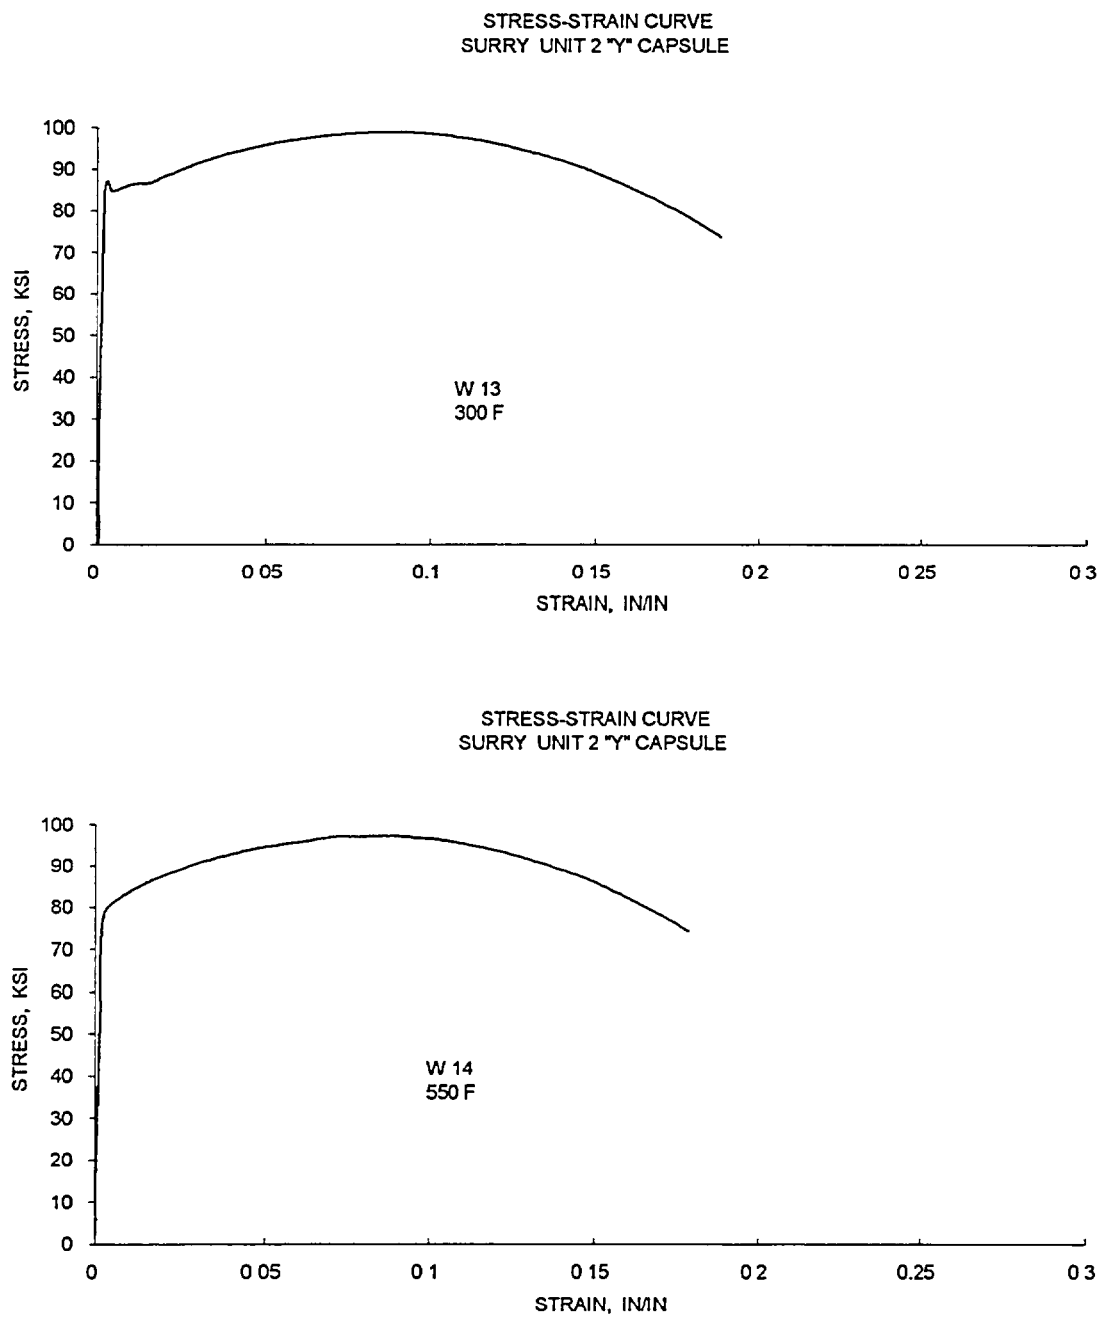 STRESS-STRAIN CURVE
SURRY UNIT 2 "Y" CAPSULE
100
90
80
70
60
50
40
30
20
10
0
STRESS, KSI
W 13
300 F
0 0 05 0.1 0 15 0 2 0 25 0 3
STRAIN, IN/IN
STRESS-STRAIN CURVE
SURRY UNIT 2 "Y" CAPSULE
100
90
80
70
60
50
40
30
20
10
0
STRESS, KSI
W 14
550 F
0 0 05 0 1 0 15 0 2 0.25 0 3
STRAIN, IN/IN